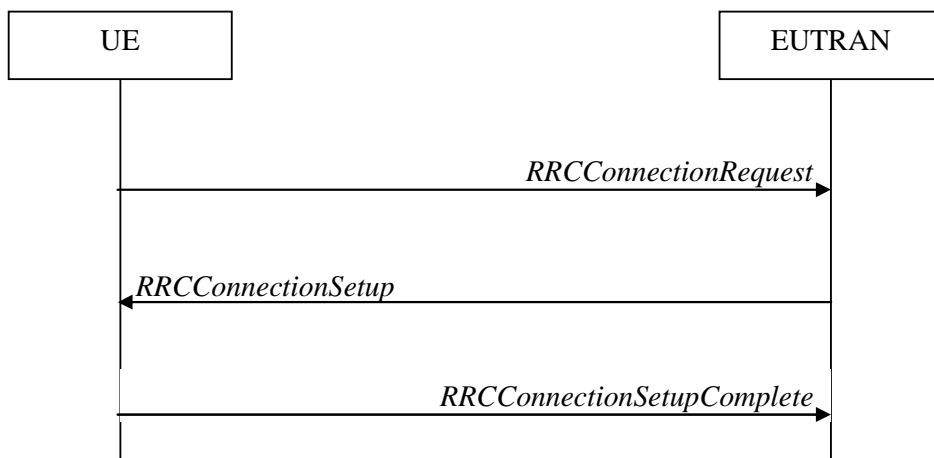 UE
EUTRAN
RRCConnectionRequest
RRCConnectionSetup
RRCConnectionSetupComplete